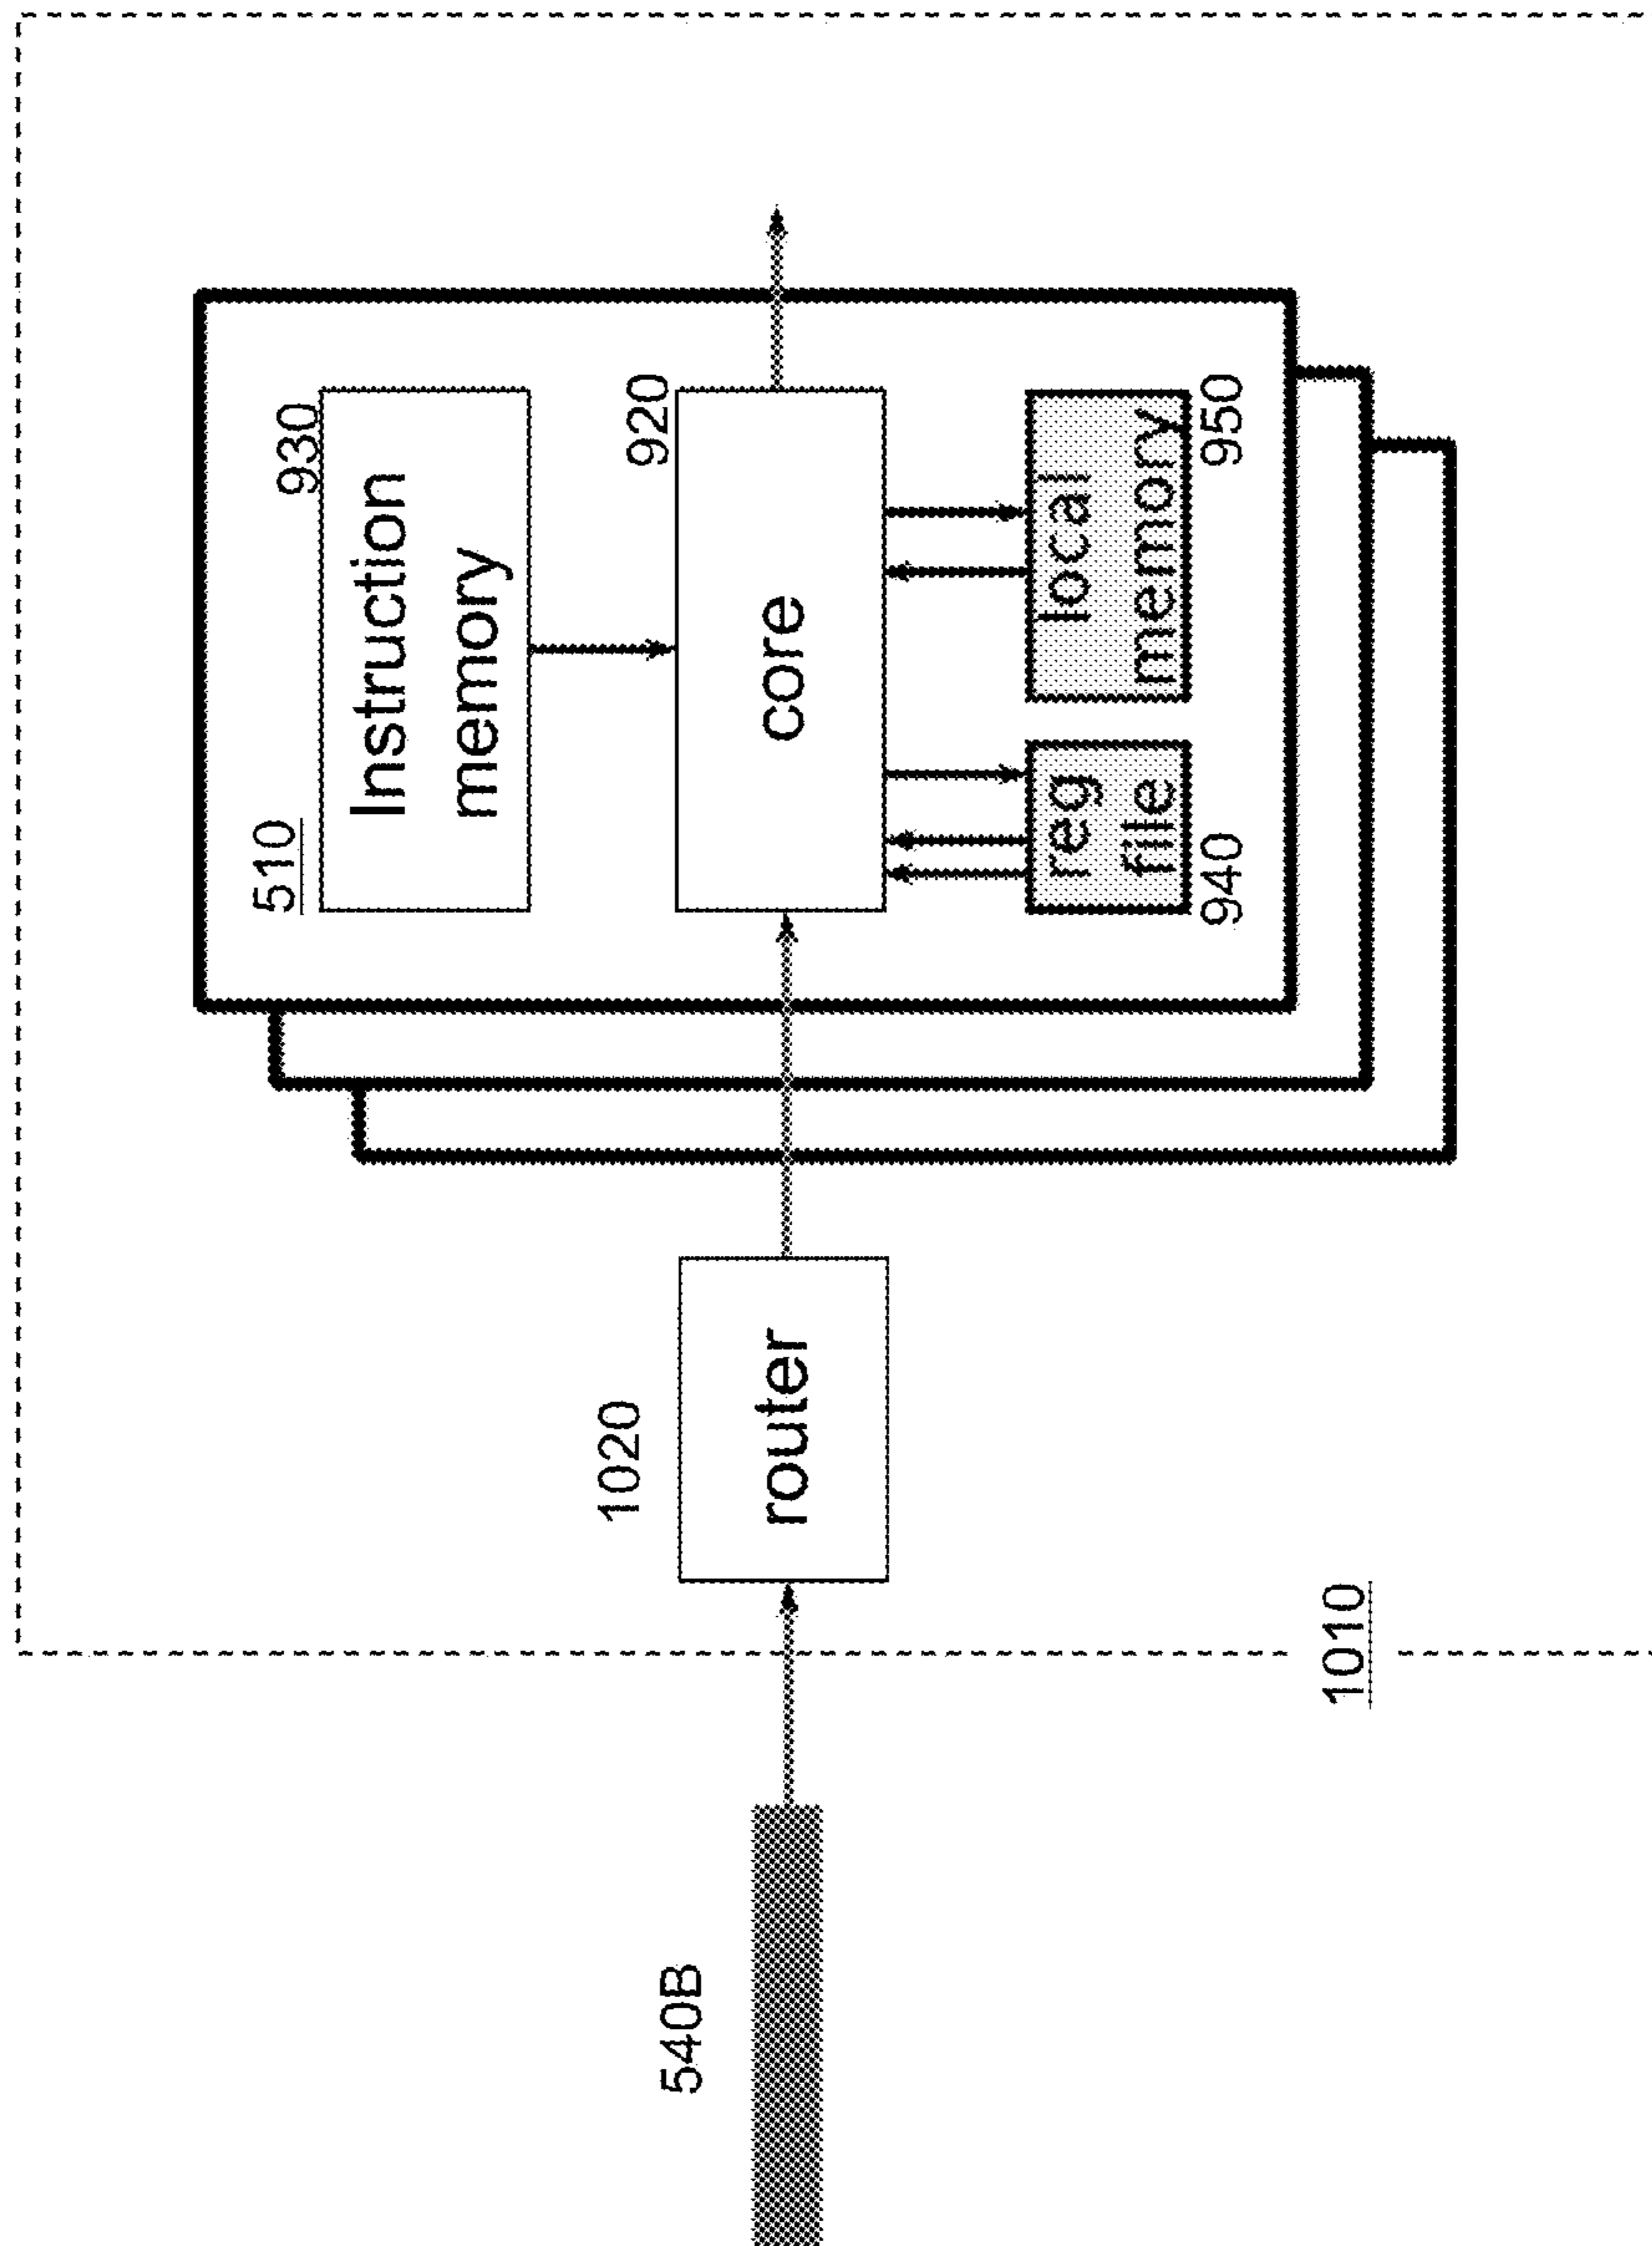 510
930
Instruction
memory
1020
920
540B
router
core
reg
file
local
memory
940
950
1010